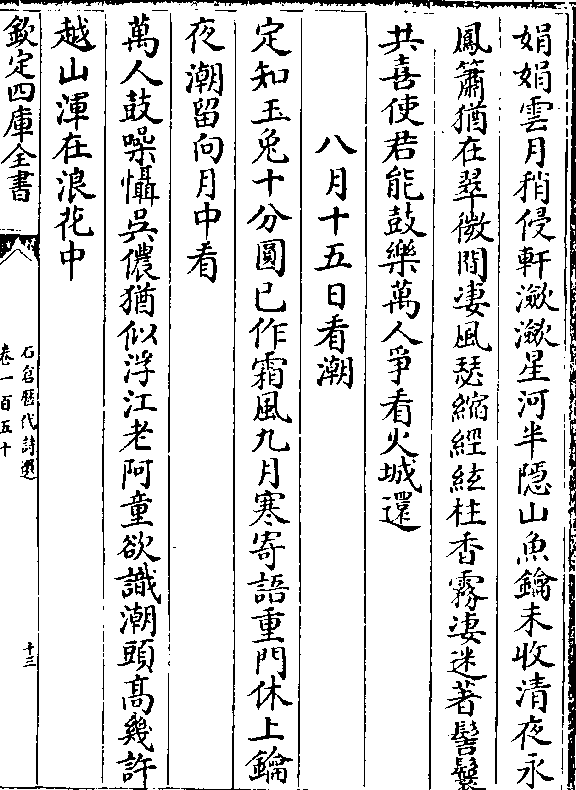 娟娟雲月稍侵軒瀲瀲星河半隠山魚鑰未收清夜永
鳳簫猶在翠微間凄風瑟縮經絃柱香霧凄迷著髻鬟
共喜使君能鼓樂萬人爭看火城還
八月十五日看潮
定知玉兎十分圓已作霜風九月寒寄語重門休上鑰
夜潮留向月中看
萬人鼓噪懾吳儂猶似浮江老阿童欲識潮頭髙幾許
越山渾在浪花中
欽定四庫全書
石倉歴代詩選
卷一百五十
十三